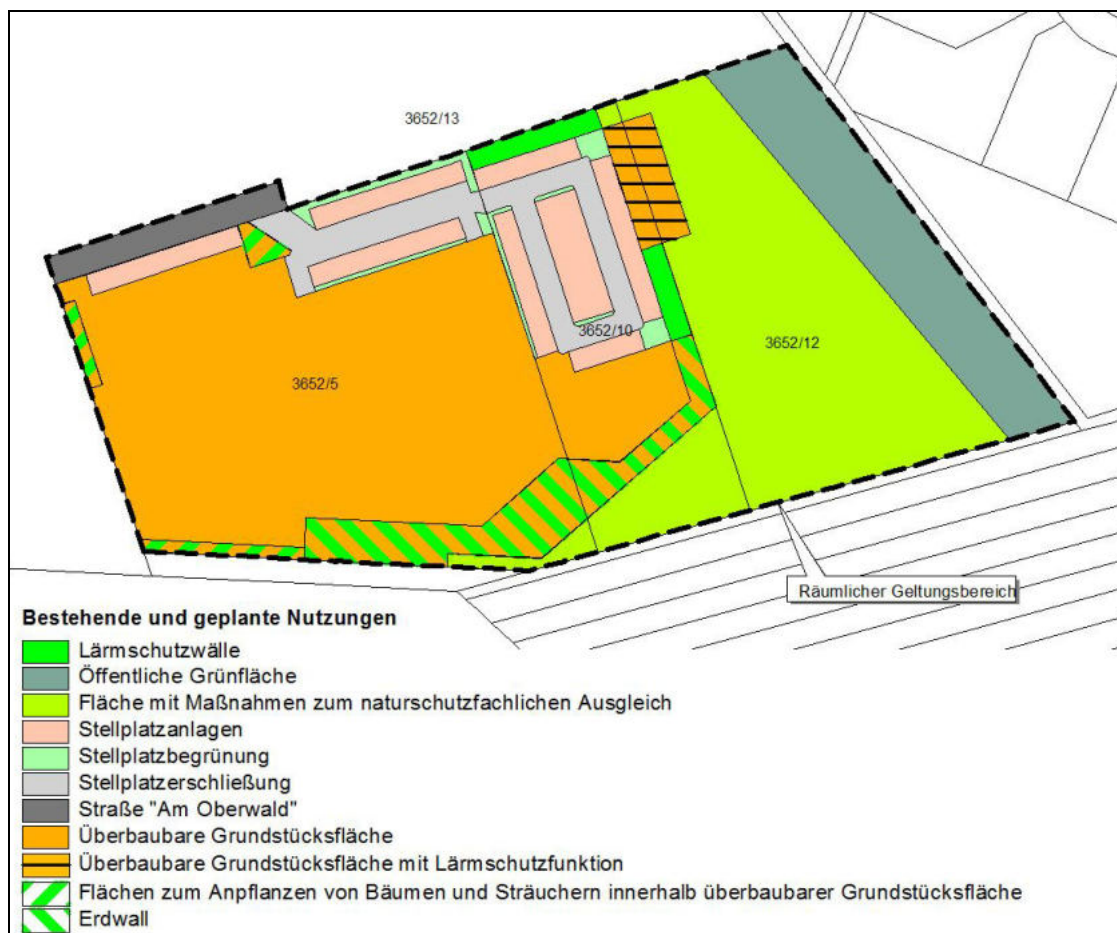 3652/13
3652/10
3652/12
3652/5
Räumlicher Geltungsbereich
Bestehende und geplante Nutzungen
Lärmschutzwälle
Öffentliche Grünfläche
Fläche mit Maßnahmen zum naturschutzfachlichen Ausgleich
Stellplatzanlagen
Stellplatzbegrünung
Stellplatzerschließung
Straße "Am Oberwald"
Überbaubare Grundstücksfläche
Überbaubare Grundstücksfläche mit Lärmschutzfunktion
Flächen zum Anpflanzen von Bäumen und Sträuchern innerhalb überbaubarer Grundstücksfläche
Erdwall